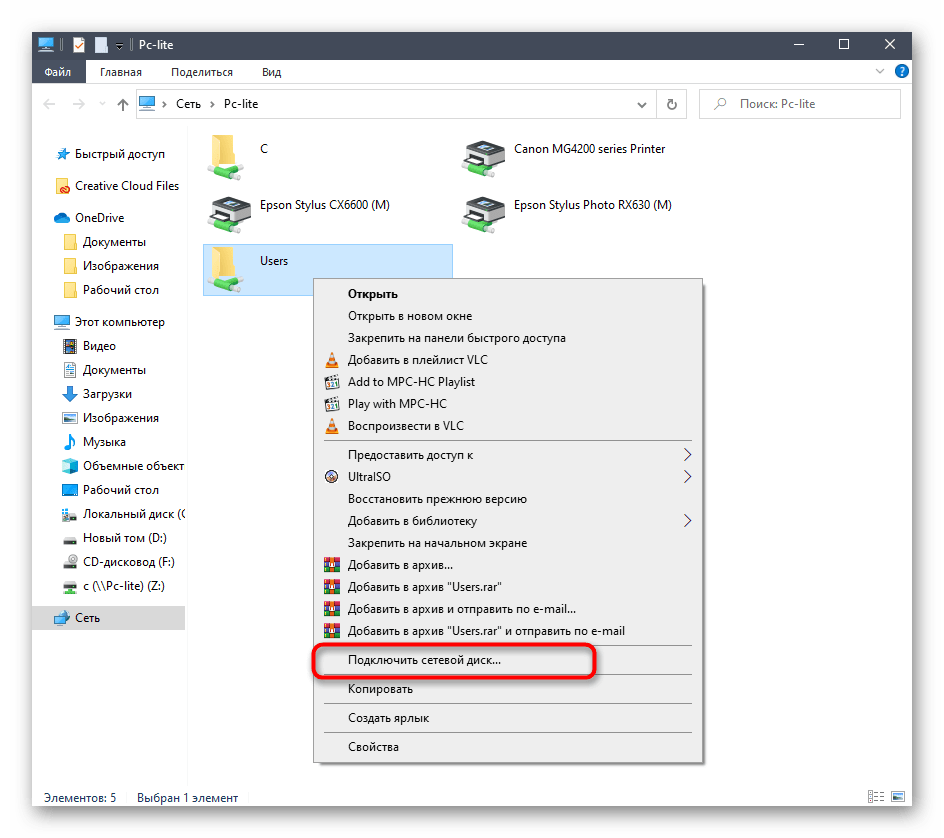 Pc-lite
Файл Главная Поделиться Вид
Сеть Pc-lite
Поиск: Pc-lite
Быстрый доступ
Creative Cloud Files
OneDrive
Документы
Изображения
Рабочий стол
Этот компьютер
Видео
Документы
Загрузки
Изображения
Музыка
Объемные объект
Рабочий стол
Локальный диск (C
Новый том (D:)
CD-дисковод (F:)
c (\\Pc-lite) (Z:)
Сеть
C
Canon MG4200 series Printer
Epson Stylus CX6600 (M)
Epson Stylus Photo RX630 (M)
Users
Открыть
Открыть в новом окне
Закрепить на панели быстрого доступа
Добавить в плейлист VLC
Add to MPC-HC Playlist
Play with MPC-HC
Воспроизвести в VLC
Предоставить доступ к
UltraISO
Восстановить прежнюю версию
Добавить в библиотеку
Закрепить на начальном экране
Добавить в архив...
Добавить в архив "Users.rar"
Добавить в архив и отправить по e-mail...
Добавить в архив "Users.rar" и отправить по e-mail
Подключить сетевой диск...
Копировать
Создать ярлык
Свойства
Элементов: 5 Выбран 1 элемент